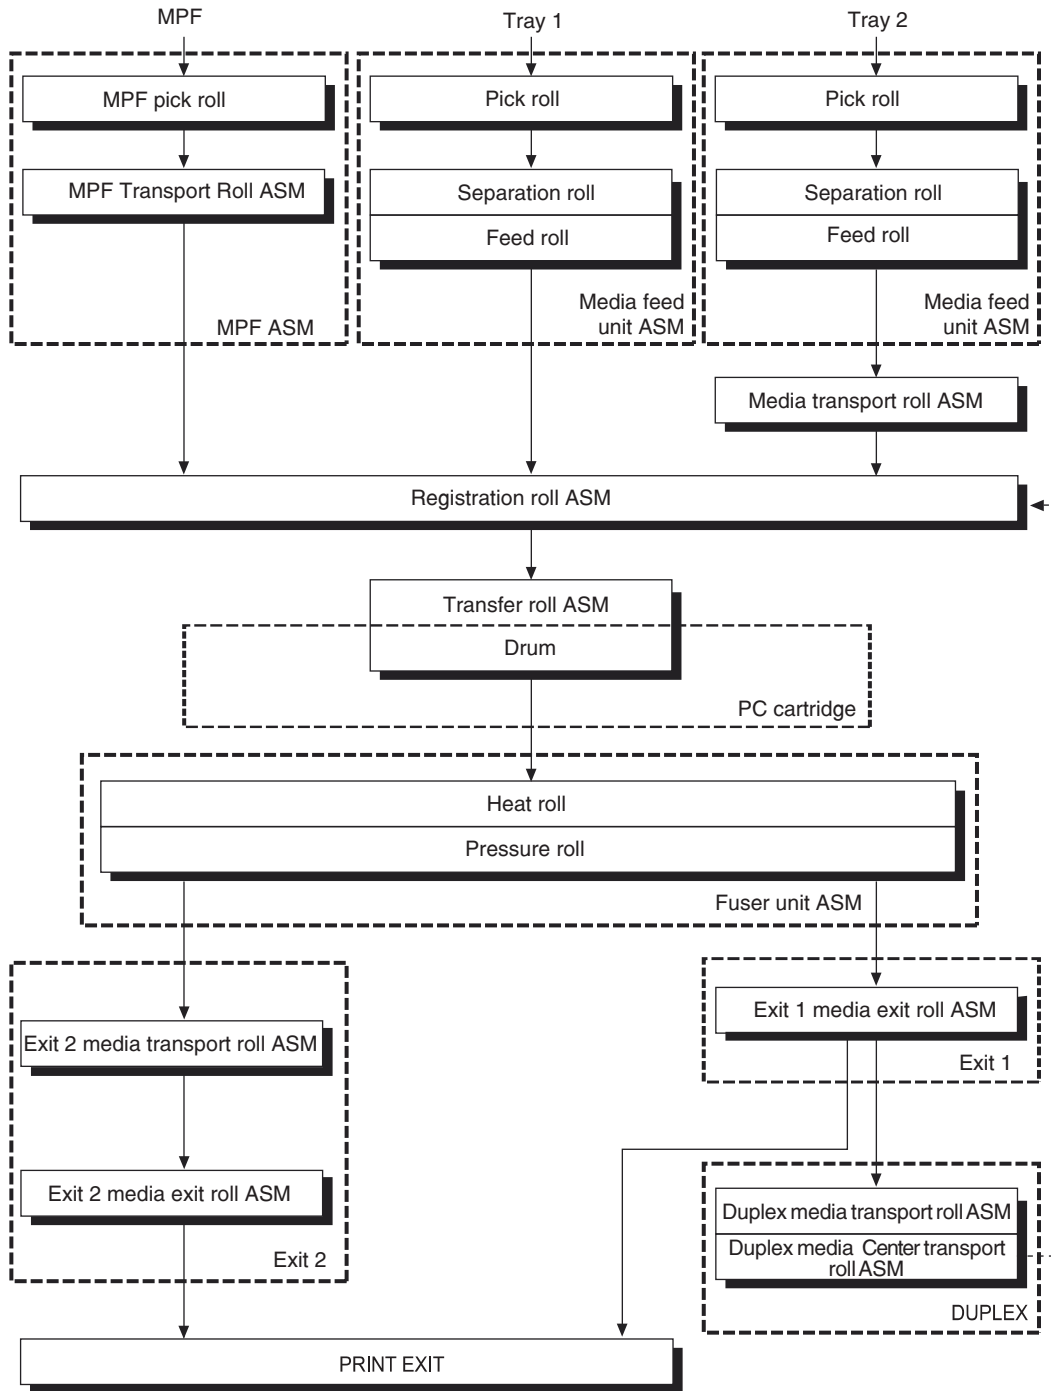 MPF
Tray 1
Tray 2
MPF pick roll
Pick roll
Pick roll
MPF Transport Roll ASM
Separation roll
Feed roll
Separation roll
Feed roll
MPF ASM
Media feed
unit ASM
Media feed
unit ASM
Media transport roll ASM
Registration roll ASM
Transfer roll ASM
Drum
PC cartridge
Heat roll
Pressure roll
Fuser unit ASM
Exit 1 media exit roll ASM
Exit 1
Exit 2 media transport roll ASM
Exit 2 media exit roll ASM
Exit 2
Duplex media transport roll ASM
Duplex media Center transport
roll ASM
DUPLEX
PRINT EXIT